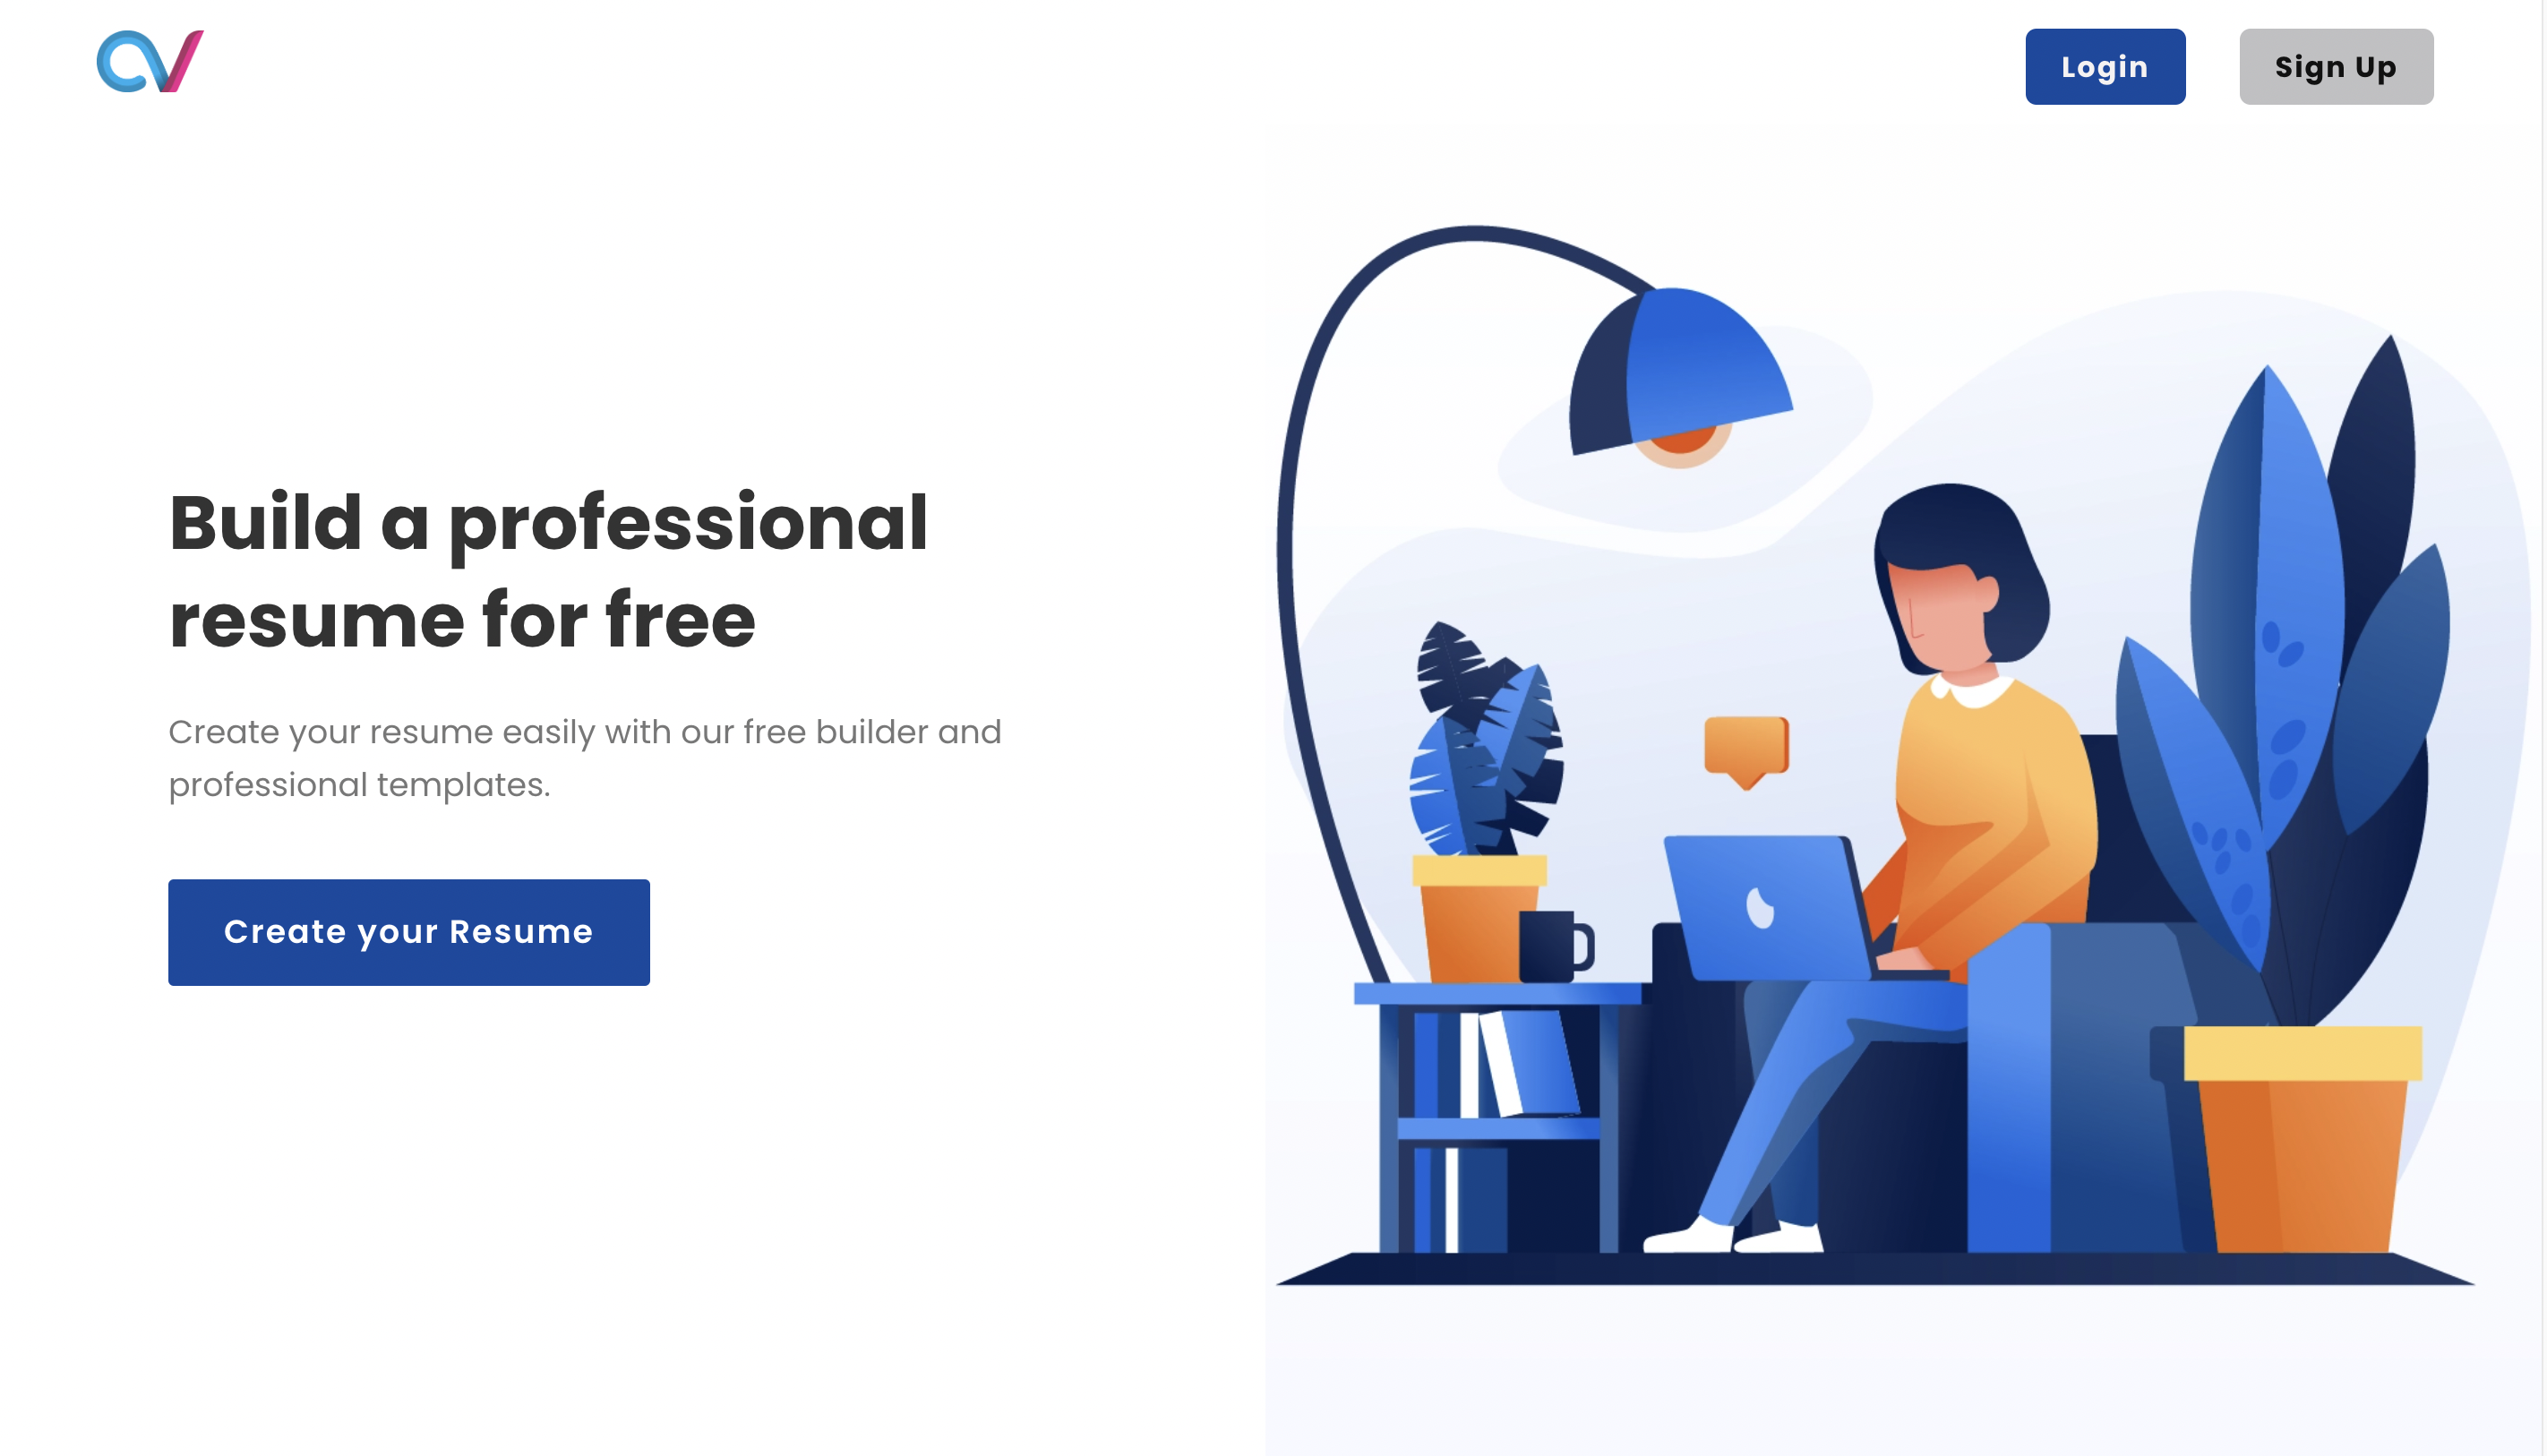 CV
Login
Sign Up
Build a professional
resume for free
Create your resume easily with our free builder and
professional templates.
Create your Resume